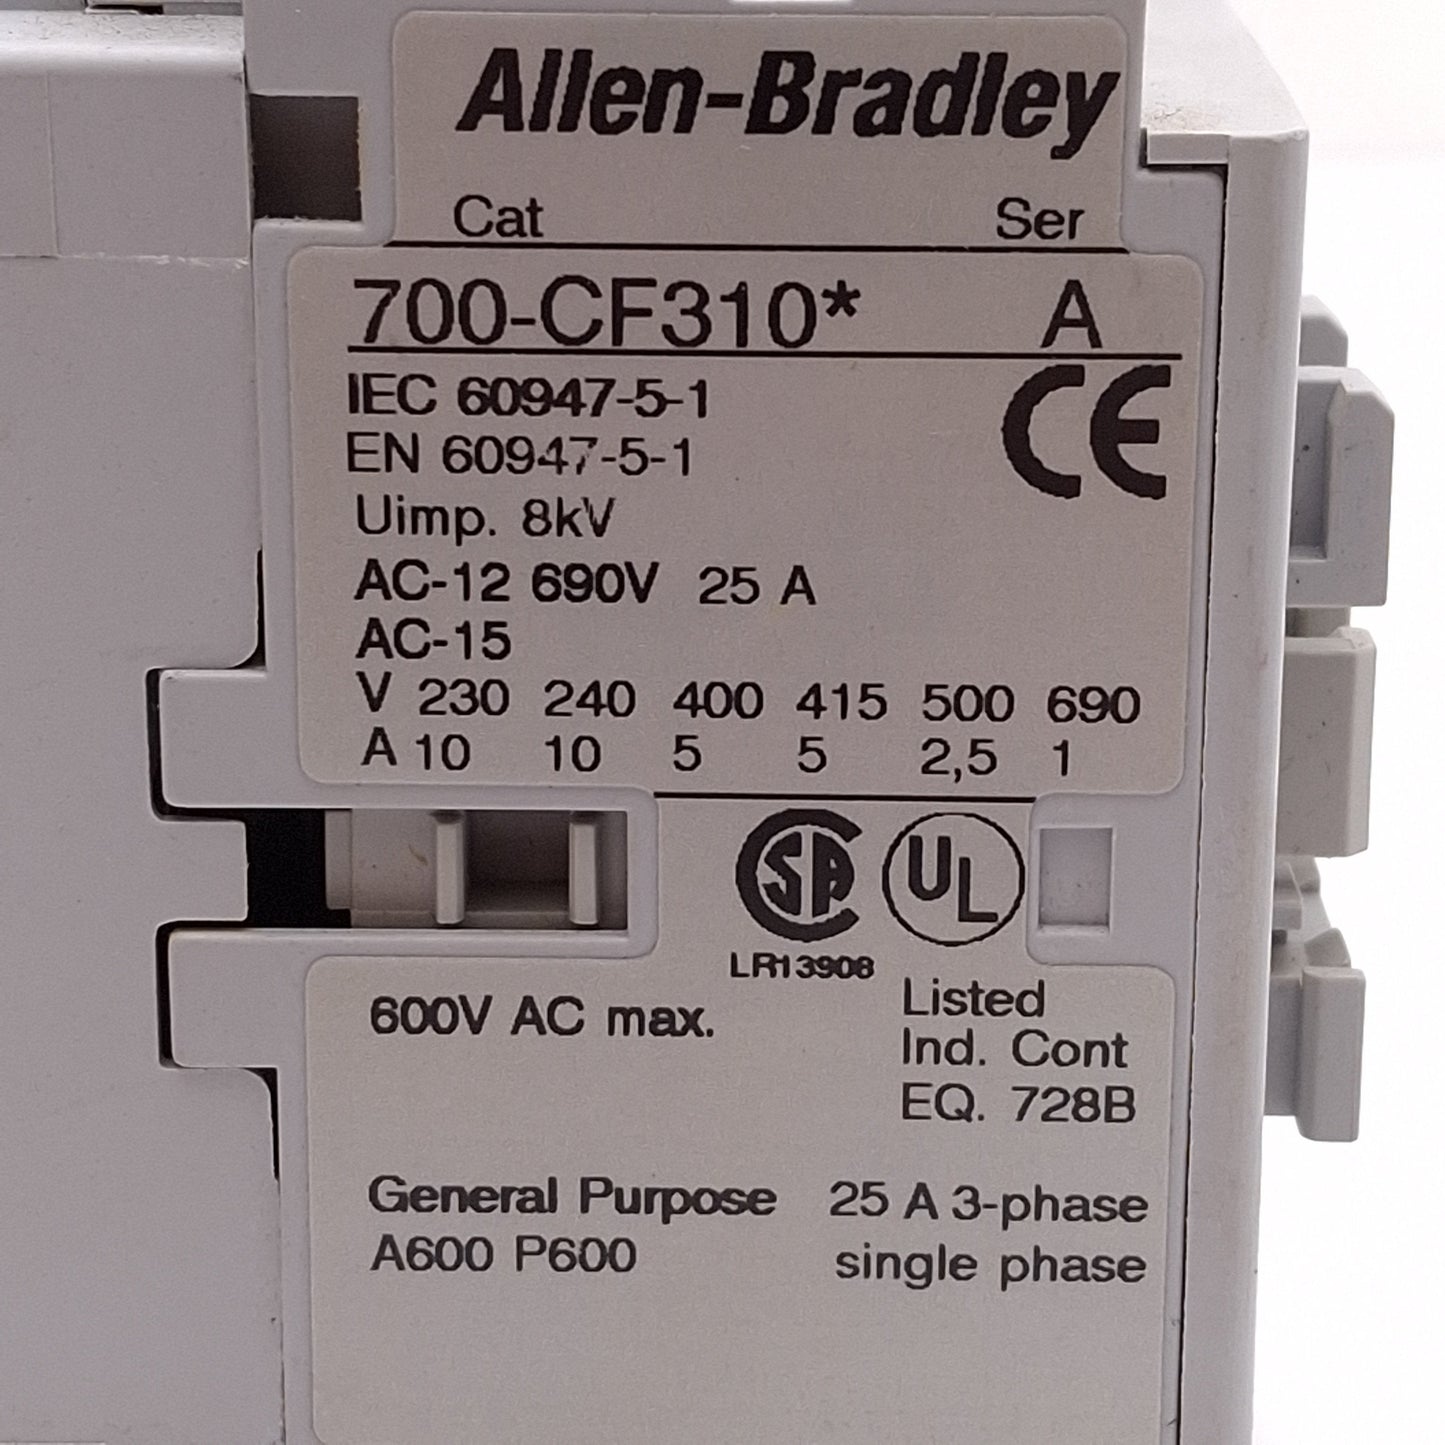 Allen-Bradley
Cat Ser
700-CF310* A
IEC 60947-5-1
EN 60947-5-1
CE
Uimp. 8kV
AC-12 690V 25 A
AC-15
V 230 240 400 415 500 690
A 10 10 5 5 2,5 1
SA UL
LR13908
600V AC max.
Listed
Ind. Cont
EQ. 728B
General Purpose 25 A 3-phase
A600 P600 single phase